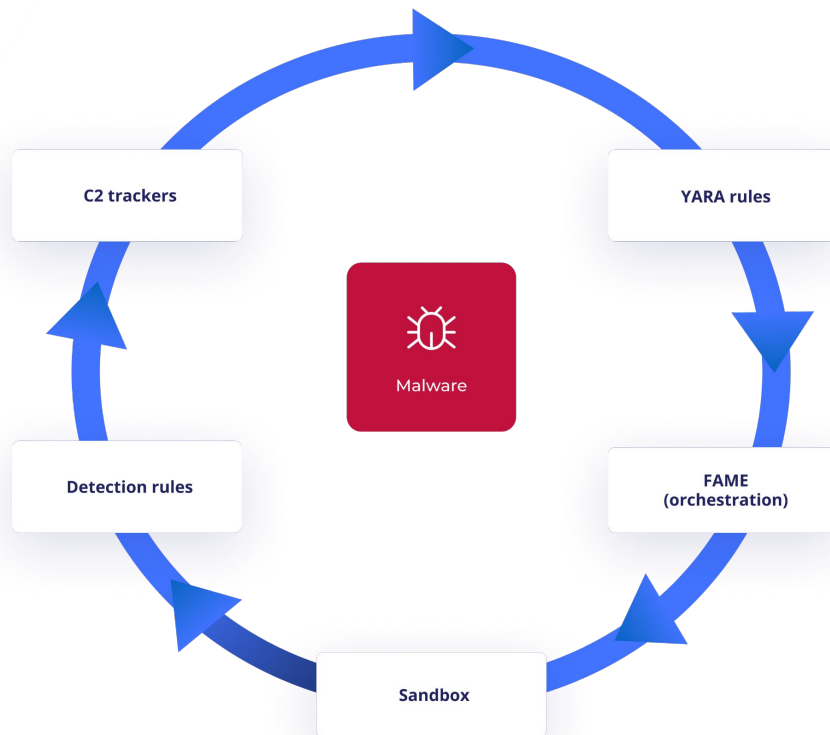 C2 trackers
YARA rules
Malware
Detection rules
FAME
(orchestration)
Sandbox